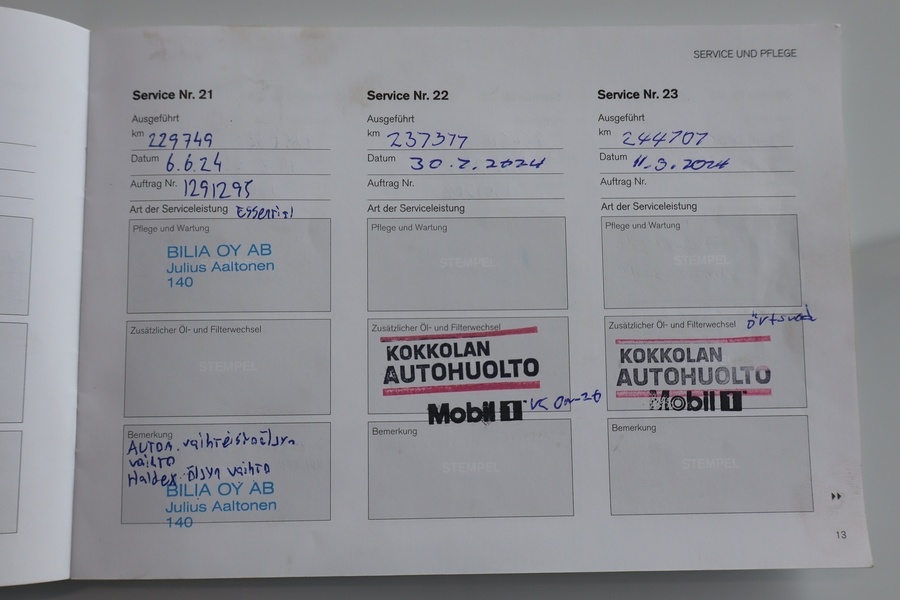 SERVICE UND PFLEGE
Service Nr. 21
Ausgeführt
km 229749
Datum 6.6.24
Auftrag Nr. 1291295
Art der Serviceleistung Essential
Pflege und Wartung
BILIA OY AB
Julius Aaltonen
140
Zusätzlicher Öl- und Filterwechsel
STEMPEL
Bemerkung
AUTOM. vaihteistoöljyn
vaihto
Haldex öljyn vaihto
BILIA OY AB
Julius Aaltonen
140
Service Nr. 22
Ausgeführt
km 237377
Datum 30.7.2024
Auftrag Nr.
Art der Serviceleistung
Pflege und Wartung
STEMPEL
Zusätzlicher Öl- und Filterwechsel
KOKKOLAN
AUTOHUOLTO
Mobil 1
Bemerkung
STEMPEL
Service Nr. 23
Ausgeführt
km 244707
Datum 11.9.2024
Auftrag Nr.
Art der Serviceleistung
Pflege und Wartung
STEMPEL
Zusätzlicher Öl- und Filterwechsel
KOKKOLAN
AUTOHUOLTO
Mobil 1
Bemerkung
STEMPEL
13